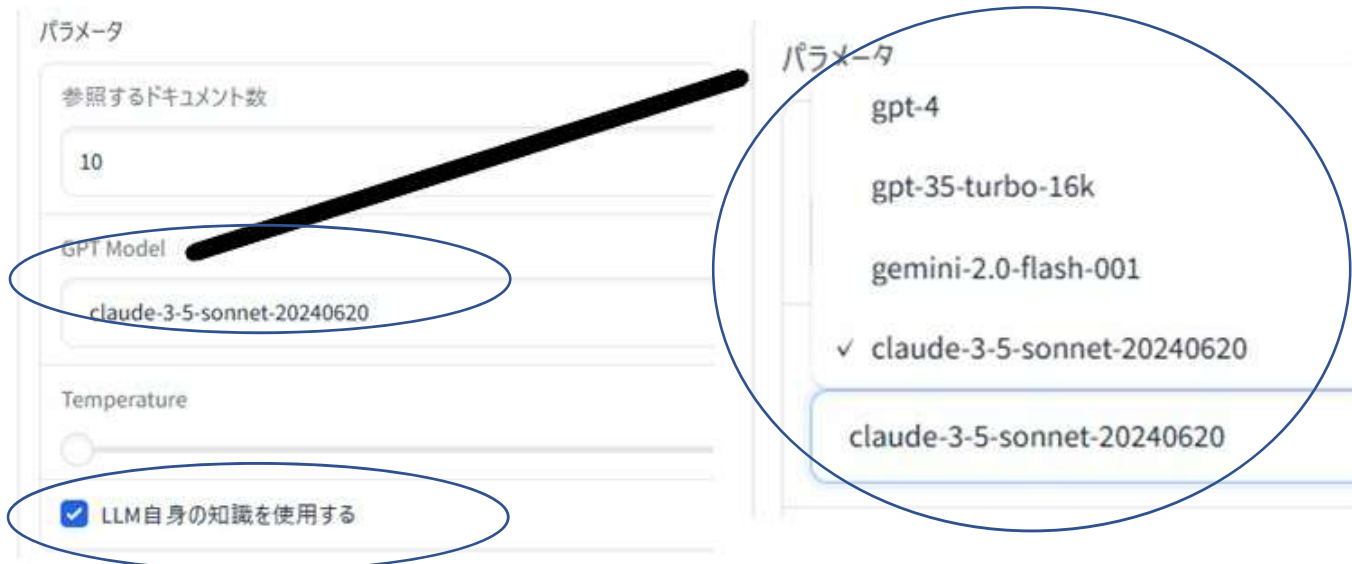 パラメータ
参照するドキュメント数
10
GPT Model
claude-3-5-sonnet-20240620
Temperature
LLM自身の知識を使用する
パラメータ
gpt-4
gpt-35-turbo-16k
gemini-2.0-flash-001
✓ claude-3-5-sonnet-20240620
claude-3-5-sonnet-20240620